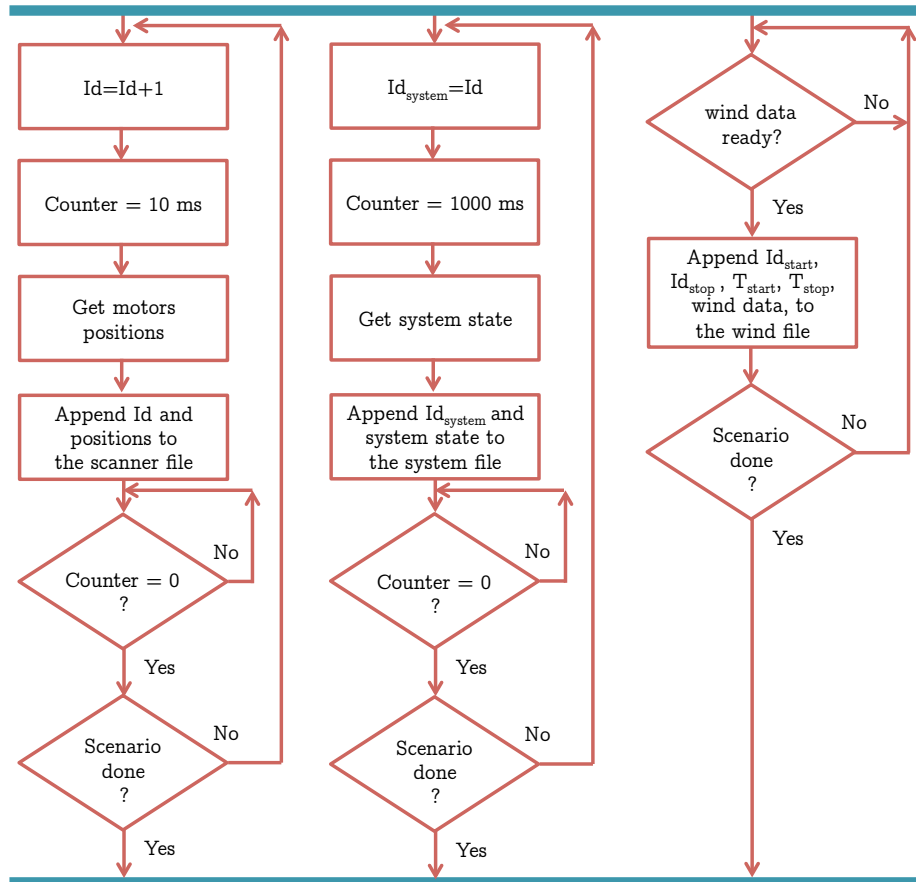 Id=Id+1
Counter = 10 ms
Get motors
positions
Append Id and
positions to
the scanner file
No
Counter = 0
?
Yes
No
Scenario
done
?
Yes
Idsystem=Id
Counter = 1000 ms
Get system state
Append Idsystem and
system state to
the system file
No
Counter = 0
?
Yes
No
Scenario
done
?
Yes
No
wind data
ready?
Yes
Append Idstart,
Idstop , Tstart, Tstop,
wind data, to
the wind file
No
Scenario
done
?
Yes